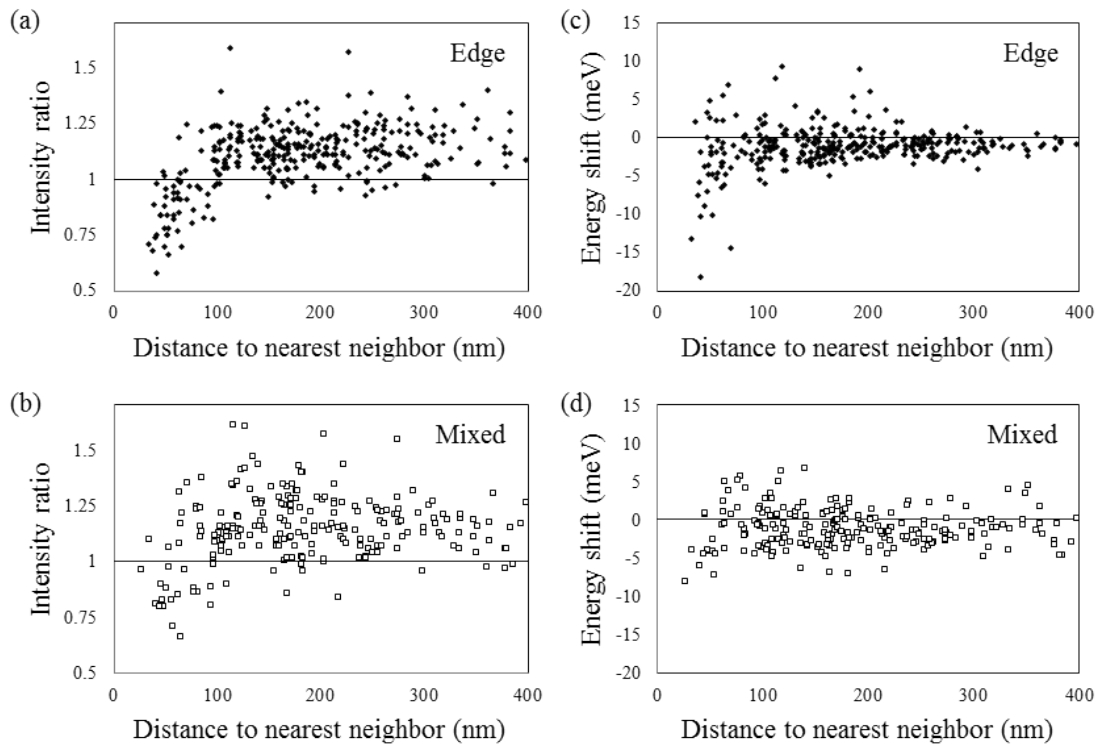 (a)
Edge
Intensity ratio
1.5
1.25
1
0.75
0.5
0
100
200
300
400
Distance to nearest neighbor (nm)
(c)
Edge
Energy shift (meV)
15
10
5
0
-5
-10
-15
-20
0
100
200
300
400
Distance to nearest neighbor (nm)
(b)
Mixed
Intensity ratio
1.5
1.25
1
0.75
0.5
0
100
200
300
400
Distance to nearest neighbor (nm)
(d)
Mixed
Energy shift (meV)
15
10
5
0
-5
-10
-15
-20
0
100
200
300
400
Distance to nearest neighbor (nm)